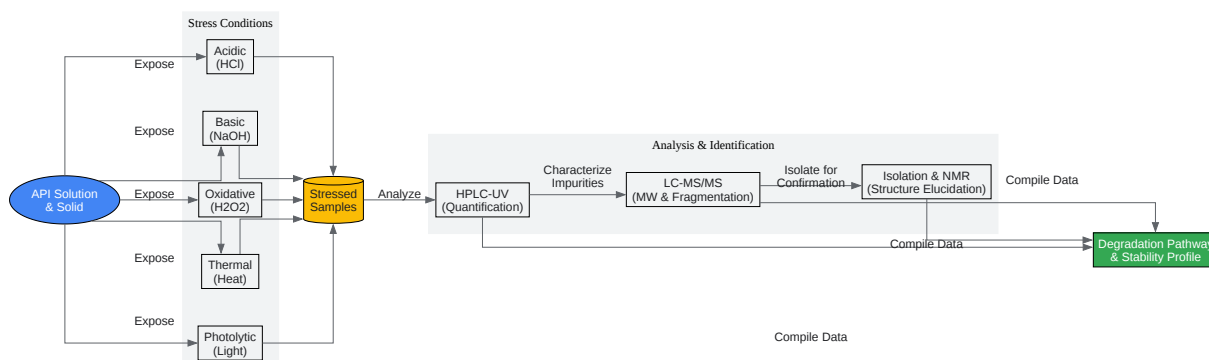 Stress Conditions
Acidic
(HCl)
Expose
Basic
(NaOH)
Expose
API Solution
& Solid
Expose
Oxidative
(H2O2)
Stressed
Samples
Expose
Thermal
(Heat)
Expose
Photolytic
(Light)
Analyze
Analysis & Identification
HPLC-UV
(Quantification)
Characterize
Impurities
LC-MS/MS
(MW & Fragmentation)
Isolate for
Confirmation
Isolation & NMR
(Structure Elucidation)
Compile Data
Compile Data
Compile Data
Degradation Pathway
& Stability Profile